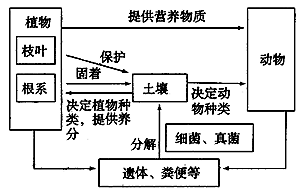 植物
提供营养物质
枝叶
保护
固着
根系
土壤
决定动
物种类
动物
决定植物种
类，提供养
分
分解
细菌、真菌
遗体、粪便等